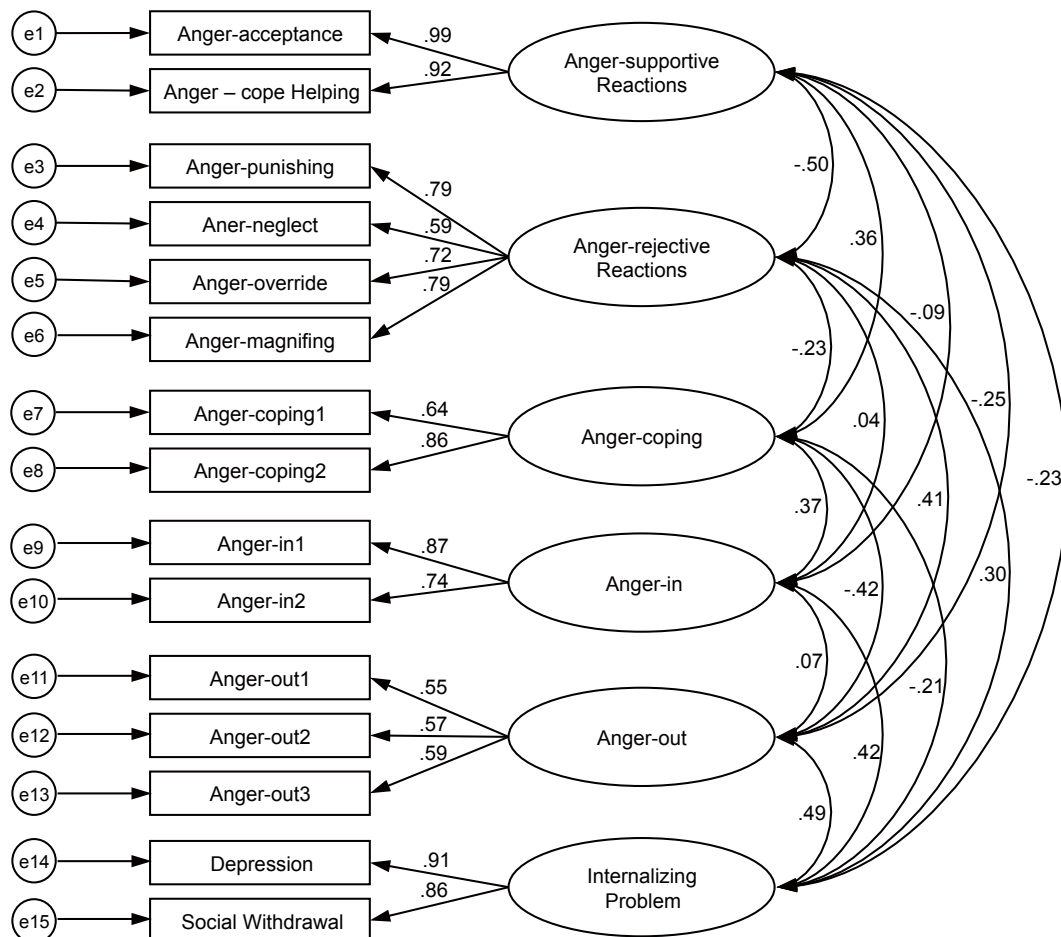 e1
Anger-acceptance
.99
Anger-supportive
Reactions
e2
Anger – cope Helping
.92
e3
Anger-punishing
-.50
.79
e4
Aner-neglect
.59
Anger-rejective
Reactions
.36
e5
Anger-override
.72
e6
Anger-magnifing
.79
-.09
-.23
e7
Anger-coping1
.64
Anger-coping
.04
-.25
e8
Anger-coping2
.86
.41
-.23
.37
e9
Anger-in1
.87
Anger-in
-.42
.30
e10
Anger-in2
.74
e11
Anger-out1
.55
.07
-.21
e12
Anger-out2
.57
Anger-out
.42
e13
Anger-out3
.59
.49
e14
Depression
.91
Internalizing
Problem
e15
Social Withdrawal
.86